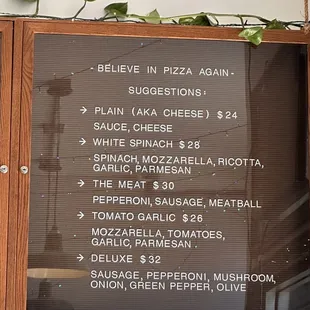 - BELIEVE IN PIZZA AGAIN -
SUGGESTIONS:
→ PLAIN (AKA CHEESE) $24
SAUCE, CHEESE
→ WHITE SPINACH $28
SPINACH, MOZZARELLA, RICOTTA,
GARLIC, PARMESAN
→ THE MEAT $30
PEPPERONI, SAUSAGE, MEATBALL
→ TOMATO GARLIC $26
MOZZARELLA, TOMATOES,
GARLIC, PARMESAN.
→ DELUXE $32
SAUSAGE, PEPPERONI, MUSHROOM,
ONION, GREEN PEPPER, OLIVE